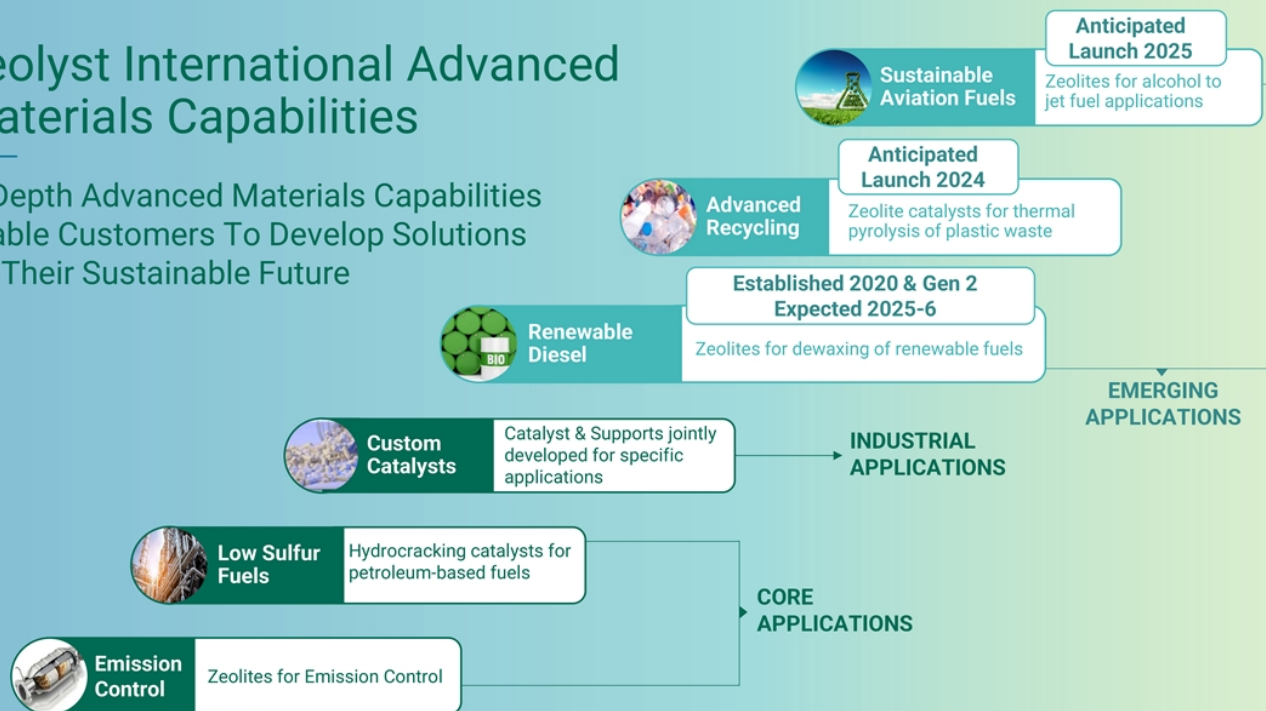 eolyst International Advanced
aterials Capabilities
Depth Advanced Materials Capabilities
able Customers To Develop Solutions
Their Sustainable Future
Anticipated
Launch 2025
Sustainable
Aviation Fuels
Zeolites for alcohol to
jet fuel applications
Anticipated
Launch 2024
Advanced
Recycling
Zeolite catalysts for thermal
pyrolysis of plastic waste
Established 2020 & Gen 2
Expected 2025-6
BIO
Renewable
Diesel
Zeolites for dewaxing of renewable fuels
EMERGING
APPLICATIONS
Custom
Catalysts
Catalyst & Supports jointly
developed for specific
applications
INDUSTRIAL
APPLICATIONS
Low Sulfur
Fuels
Hydrocracking catalysts for
petroleum-based fuels
CORE
APPLICATIONS
Emission
Control
Zeolites for Emission Control